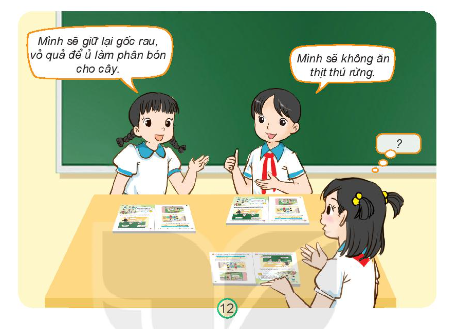 Mình sẽ giữ lại gốc rau,
vỏ quả để ủ làm phân bón
cho cây.
Mình sẽ không ăn
thịt thú rừng.
?
12